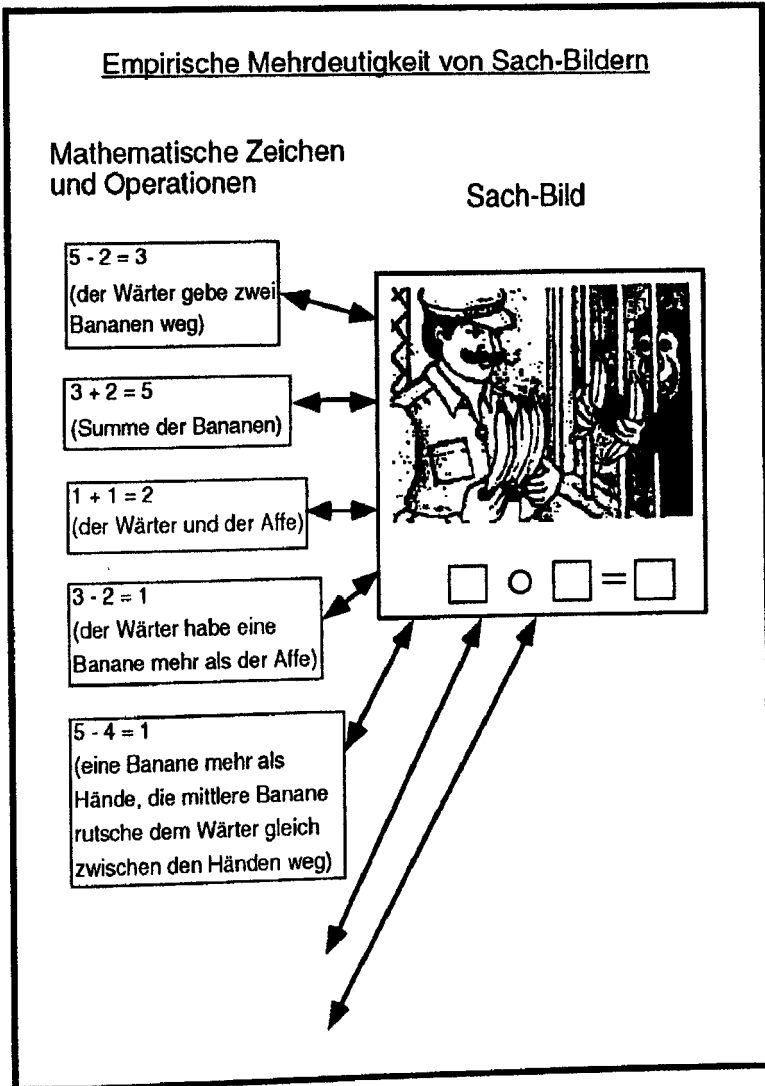 Empirische Mehrdeutigkeit von Sach-Bildern
Mathematische Zeichen
und Operationen
Sach-Bild
5 - 2 = 3
(der Wärter gebe zwei
Bananen weg)
3 + 2 = 5
(Summe der Bananen)
1 + 1 = 2
(der Wärter und der Affe)
3 - 2 = 1
(der Wärter habe eine
Banane mehr als der Affe)
5 - 4 = 1
(eine Banane mehr als
Hände, die mittlere Banane
rutsche dem Wärter gleich
zwischen den Händen weg)
=